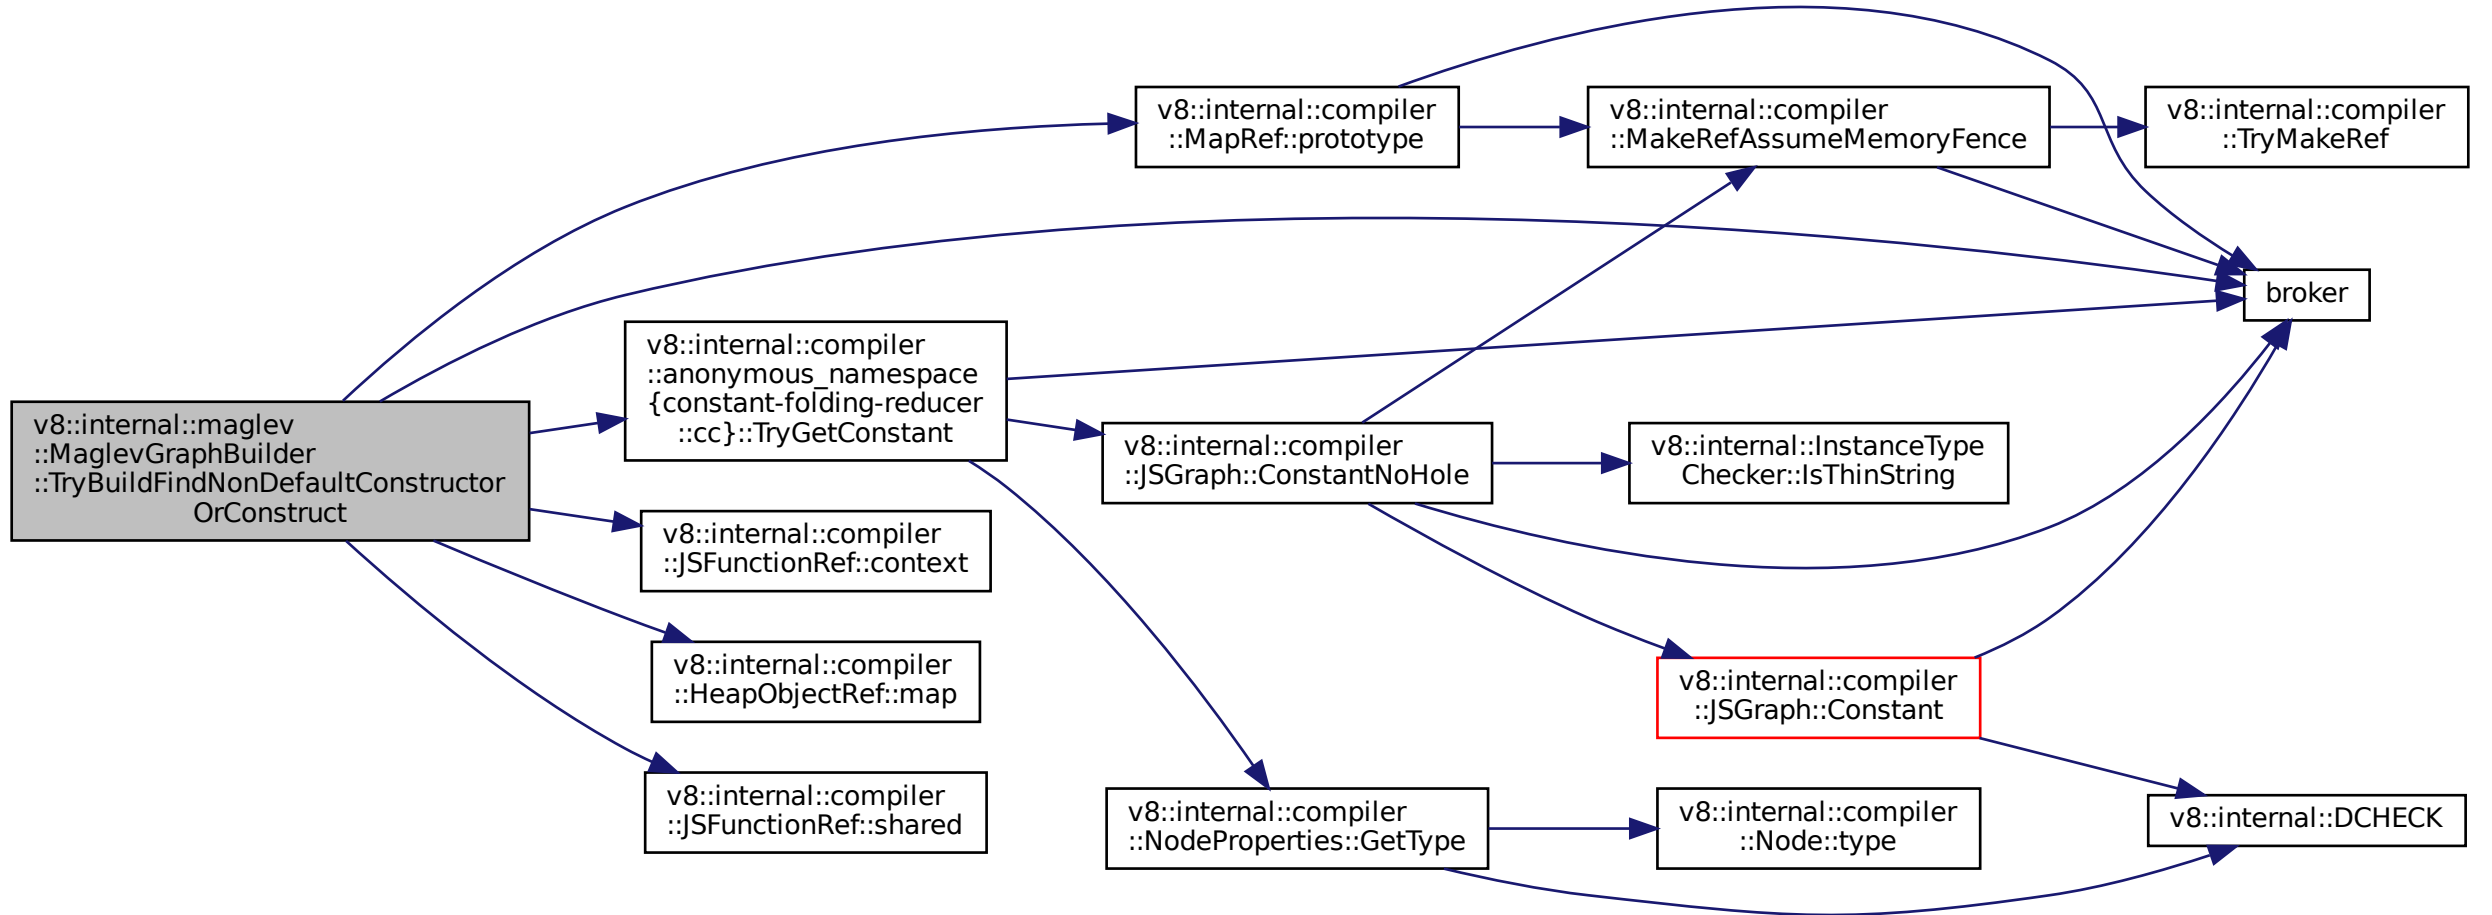 v8::internal::maglev
::MaglevGraphBuilder
::TryBuildFindNonDefaultConstructor
OrConstruct
v8::internal::compiler
::MapRef::prototype
v8::internal::compiler
::MakeRefAssumeMemoryFence
v8::internal::compiler
::TryMakeRef
broker
v8::internal::compiler
::anonymous_namespace
{constant-folding-reducer
::cc}::TryGetConstant
v8::internal::compiler
::JSGraph::ConstantNoHole
v8::internal::InstanceType
Checker::IsThinString
v8::internal::compiler
::JSFunctionRef::context
v8::internal::compiler
::HeapObjectRef::map
v8::internal::compiler
::JSGraph::Constant
v8::internal::compiler
::JSFunctionRef::shared
v8::internal::compiler
::NodeProperties::GetType
v8::internal::compiler
::Node::type
v8::internal::DCHECK